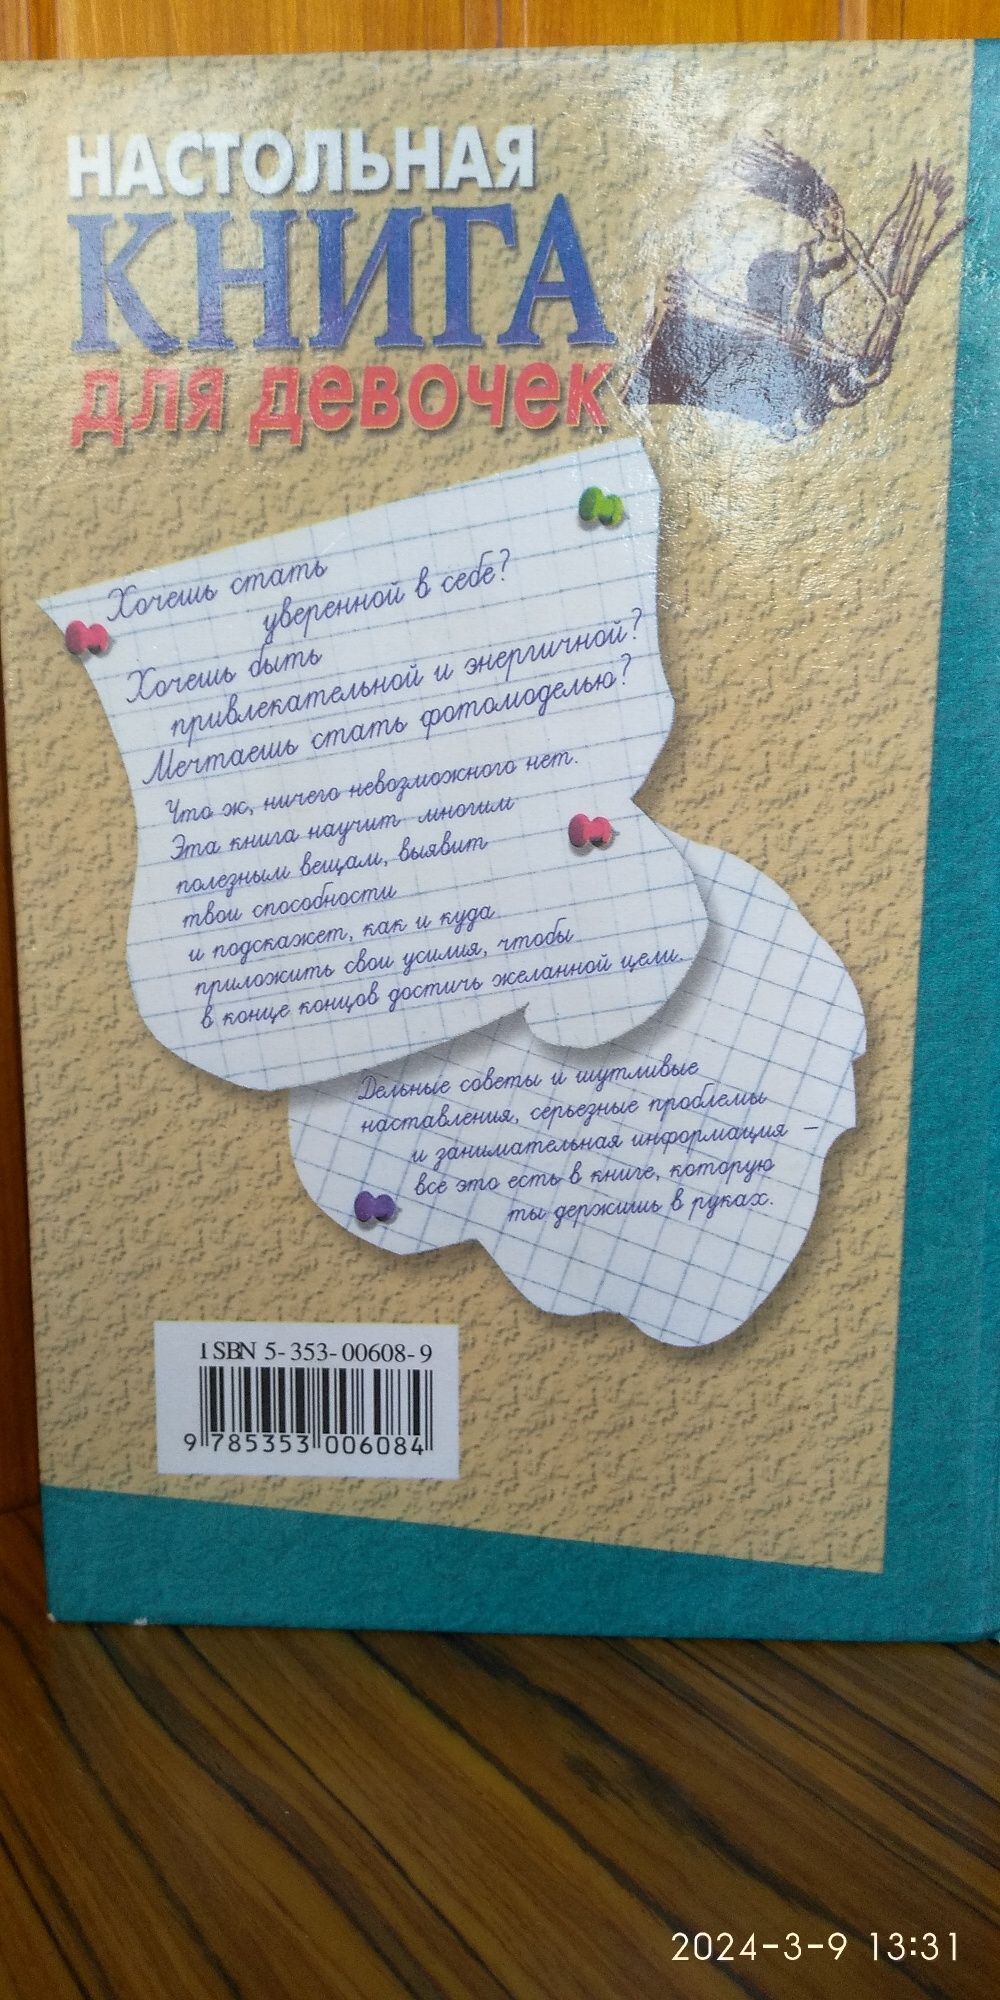 НАСТОЛЬНАЯ
КНИГА
для девочек
Хочешь стать
уверенной в себе?
Хочешь быть
привлекательной и энергичной?
Мечтаешь стать фотомоделью?
Что ж, ничего невозможного нет.
Эта книга научит многим
полезным вещам, выявит
твои способности
и подскажет, как и куда
приложить свои усилия, чтобы
в конце концов достичь желанной цели.
Дельные советы и шутливые
наставления, серьезные проблемы
и занимательная информация –
все это есть в книге, которую
ты держишь в руках.
ISBN 5-353-00608-9
9 785353 006084
2024-3-9 13:31